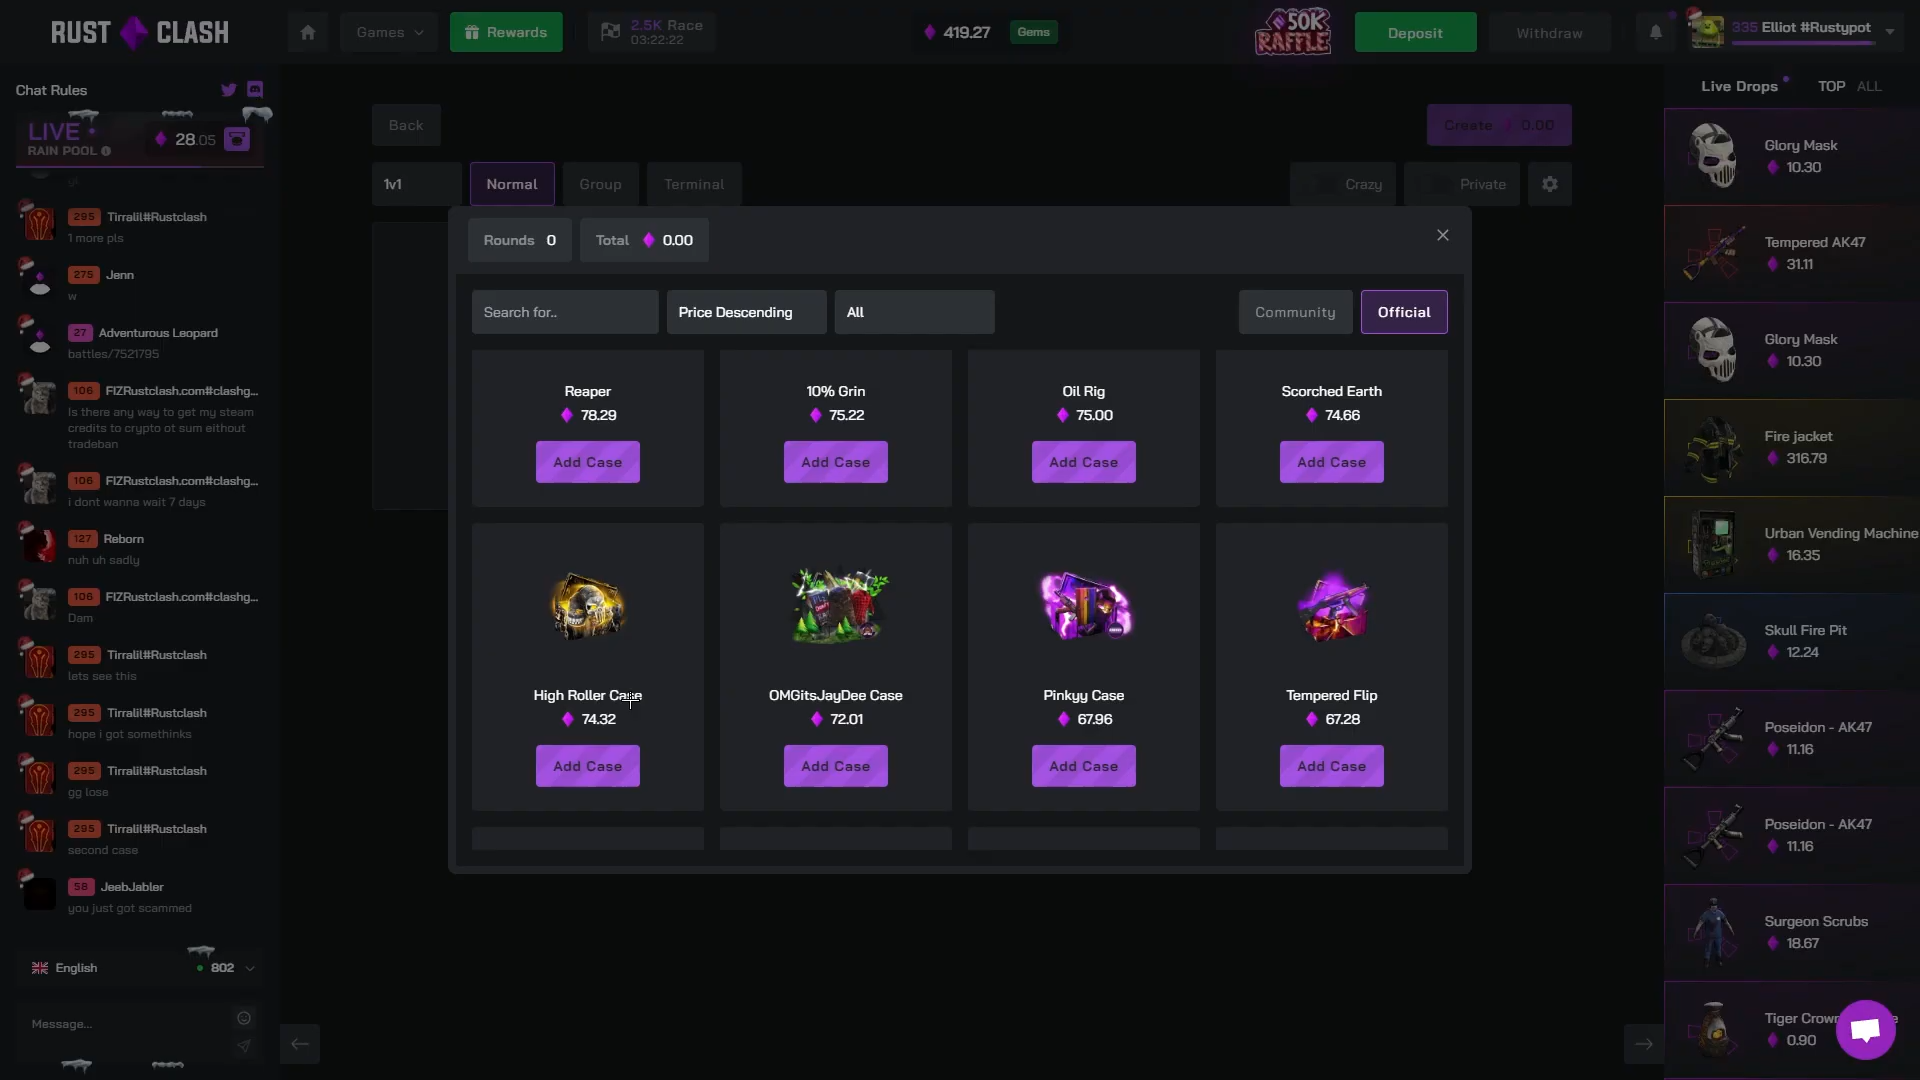 RUST CLASH
Games
Rewards
2.5K Race
03:22:22
419.27
Gems
50K
RAFFLE
Deposit
Withdraw
335 Elliot #Rustypot
Chat Rules
LIVE
RAIN POOL
28.05
gl
295 Tirralil#Rustclash
1 more pls
275 Jenn
w
27 Adventurous Leopard
battles/7521795
106 FIZRustclash.com#clashg...
Is there any way to get my steam
credits to crypto ot sum eithout
tradeban
106 FIZRustclash.com#clashg...
i dont wanna wait 7 days
127 Reborn
nuh uh sadly
106 FIZRustclash.com#clashg...
Dam
295 Tirralil#Rustclash
lets see this
295 Tirralil#Rustclash
hope i got somethinks
295 Tirralil#Rustclash
gg lose
295 Tirralil#Rustclash
second case
58 JeebJabler
you just got scammed
English
802
Message...
Back
Create 0.00
1v1
Normal
Group
Terminal
Crazy
Private
Rounds 0
Total 0.00
Search for..
Price Descending
All
Community
Official
Reaper
78.29
Add Case
10% Grin
75.22
Add Case
Oil Rig
75.00
Add Case
Scorched Earth
74.66
Add Case
High Roller Case
74.32
Add Case
OMGitsJayDee Case
72.01
Add Case
Pinkyy Case
67.96
Add Case
Tempered Flip
67.28
Add Case
Live Drops
TOP
ALL
Glory Mask
10.30
Tempered AK47
31.11
Glory Mask
10.30
Fire jacket
316.79
Urban Vending Machine
16.35
Skull Fire Pit
12.24
Poseidon - AK47
11.16
Poseidon - AK47
11.16
Surgeon Scrubs
18.67
Tiger Crown
0.90